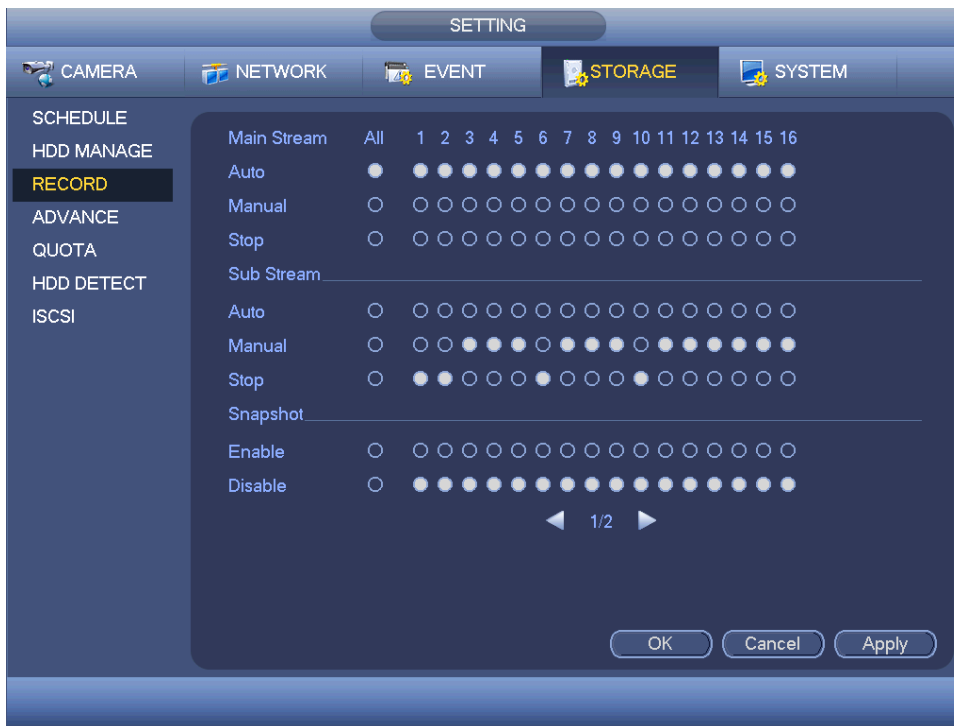 SETTING
CAMERA NETWORK EVENT STORAGE SYSTEM
SCHEDULE
HDD MANAGE
RECORD
ADVANCE
QUOTA
HDD DETECT
ISCSI
Main Stream All 1 2 3 4 5 6 7 8 9 10 11 12 13 14 15 16
Auto
Manual
Stop
Sub Stream
Auto
Manual
Stop
Snapshot
Enable
Disable
1/2
OK Cancel Apply